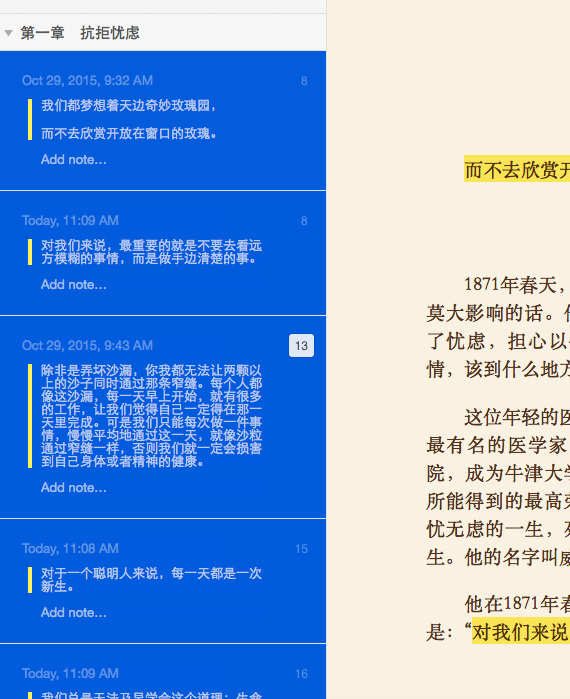 第一章 抗拒忧虑
Oct 29, 2015, 9:32 AM
8
我们都梦想着天边奇妙玫瑰园，
而不去欣赏开放在窗口的玫瑰。
Add note...
Today, 11:09 AM
8
对我们来说，最重要的就是不要去看远
方模糊的事情，而是做手边清楚的事。
Add note...
Oct 29, 2015, 9:43 AM
13
除非是弄坏沙漏，你我都无法让两颗以
上的沙子同时通过那条窄缝。每个人都
像这沙漏，每一天早上开始，就有很多
的工作，让我们觉得自己一定得在那一
天里完成。可是我们只能每次做一件事
情，慢慢平均地通过这一天，就像沙粒
通过窄缝一样，否则我们就一定会损害
到自己身体或者精神的健康。
Add note...
Today, 11:08 AM
15
对于一个聪明人来说，每一天都是一次
新生。
Add note...
Today, 11:09 AM
16
我们总是无法及早学会这个道理：生命
而不去欣赏开
1871年春天，
莫大影响的话。
了忧虑，担心以
情，该到什么地方
这位年轻的医
最有名的医学家
院，成为牛津大学
所能得到的最高荣
忧无虑的一生，死
生。他的名字叫威
他在1871年春
是：“对我们来说